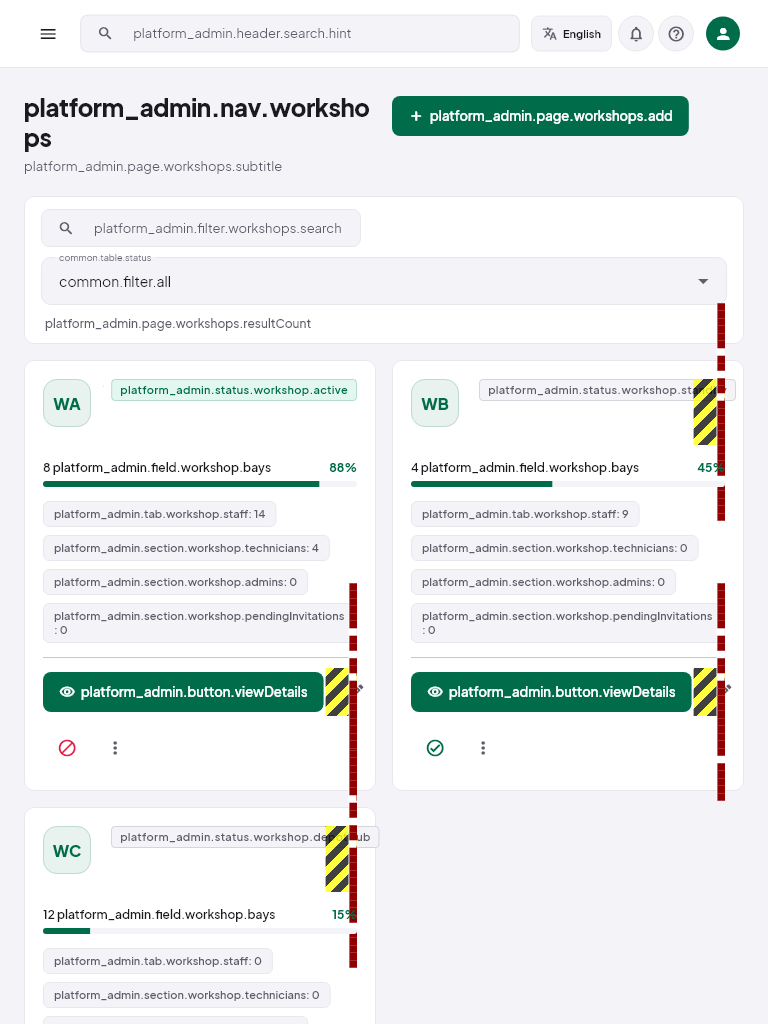 platform_admin.header.search.hint
English
platform_admin.nav.worksho
ps
platform_admin.page.workshops.add
platform_admin.page.workshops.subtitle
platform_admin.filter.workshops.search
common.table.status
common.filter.all
platform_admin.page.workshops.resultCount
WA
platform_admin.status.workshop.active
8 platform_admin.field.workshop.bays
88%
platform_admin.tab.workshop.staff: 14
platform_admin.section.workshop.technicians: 4
platform_admin.section.workshop.admins: 0
platform_admin.section.workshop.pendingInvitations
: 0
platform_admin.button.viewDetails
WB
4 platform_admin.field.workshop.bays
45%
platform_admin.tab.workshop.staff: 9
platform_admin.section.workshop.technicians: 0
platform_admin.section.workshop.admins: 0
platform_admin.section.workshop.pendingInvitations
: 0
platform_admin.button.viewDetails
WC
12 platform_admin.field.workshop.bays
15%
platform_admin.tab.workshop.staff: 0
platform_admin.section.workshop.technicians: 0